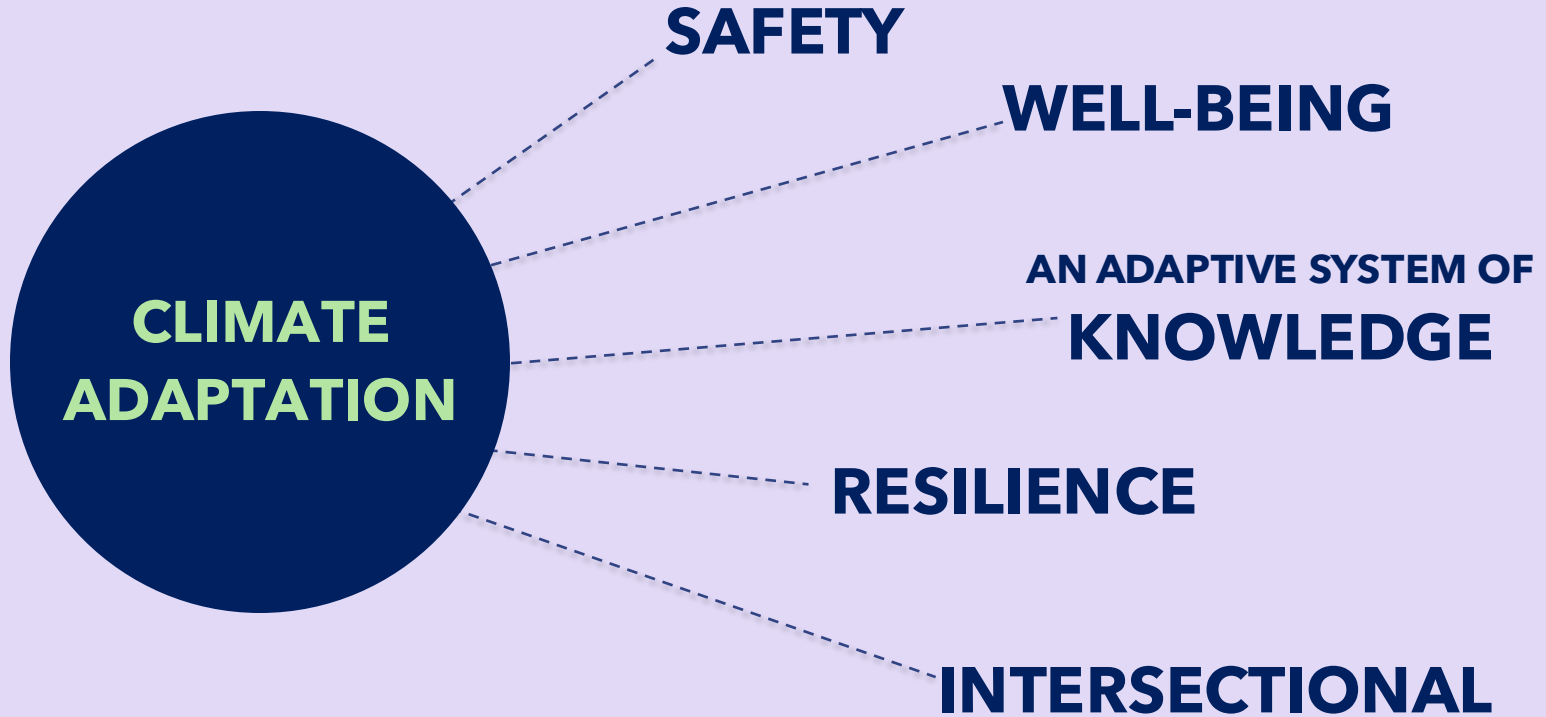 SAFETY
WELL-BEING
AN ADAPTIVE SYSTEM OF
KNOWLEDGE
CLIMATE
ADAPTATION
RESILIENCE
INTERSECTIONAL